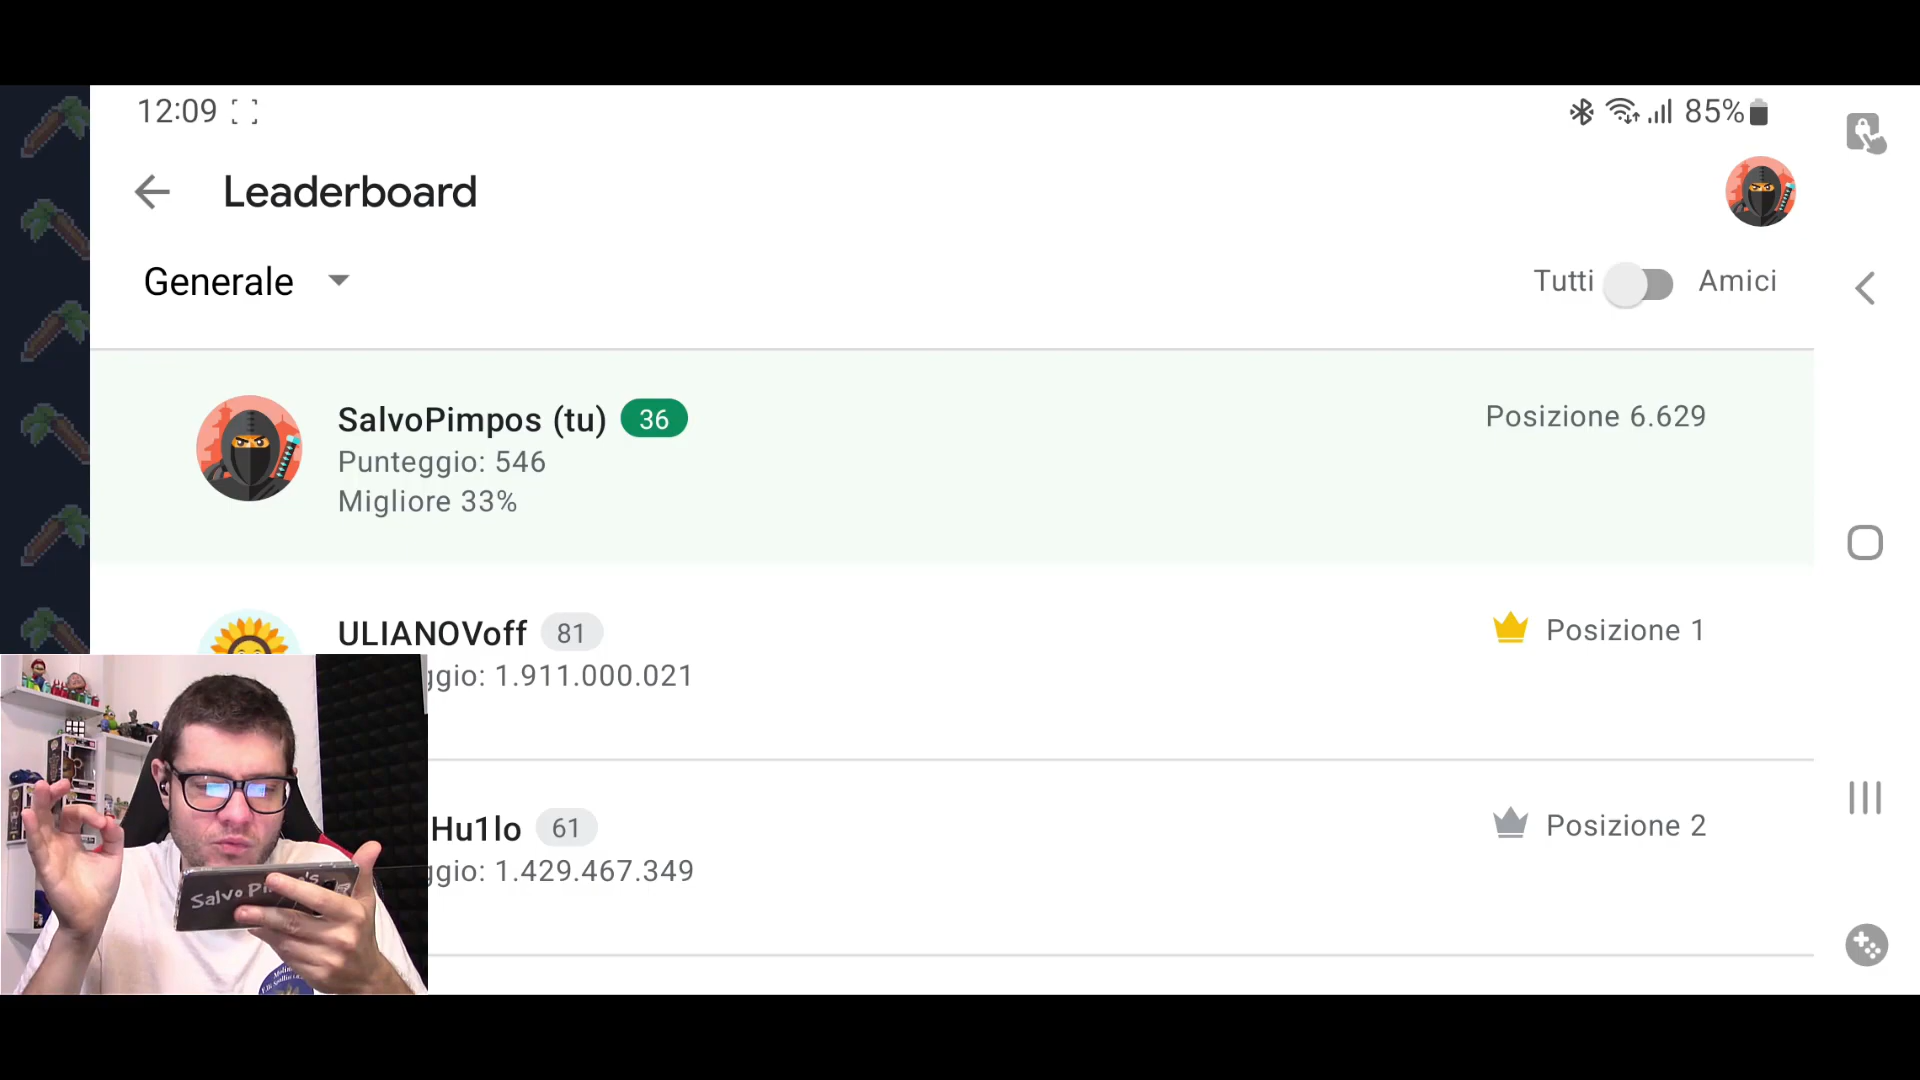 12:09 85%
Leaderboard
Generale Tutti Amici
SalvoPimpos (tu) 36 Posizione 6.629
Punteggio: 546
Migliore 33%
ULIANOVoff 81 Posizione 1
ggio: 1.911.000.021
Hu1lo 61 Posizione 2
ggio: 1.429.467.349
Salvo